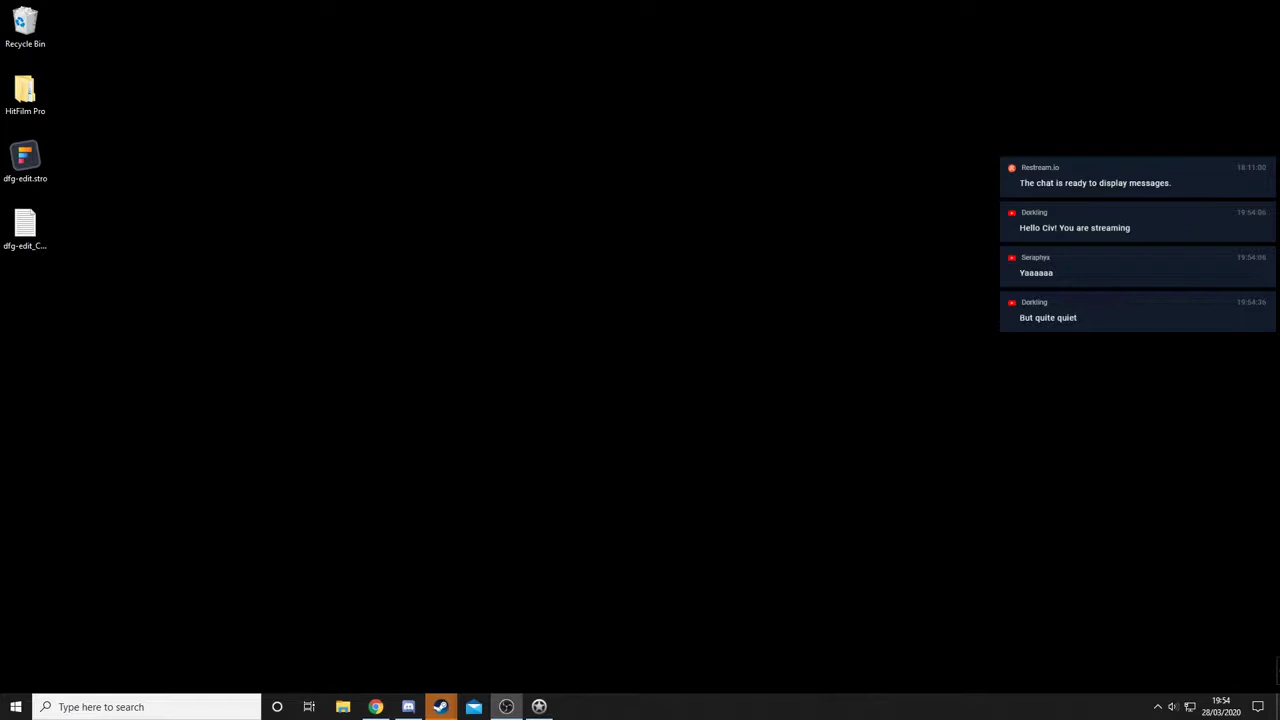 Recycle Bin
HitFilm Pro
dfg-edit.stro
dfg-edit_C...
Restream.io 18:11:00
The chat is ready to display messages.
Dorkling 19:54:06
Hello Civ! You are streaming
Seraphyx 19:54:06
Yaaaaaa
Dorkling 19:54:36
But quite quiet
Type here to search
19:54
28/03/2020